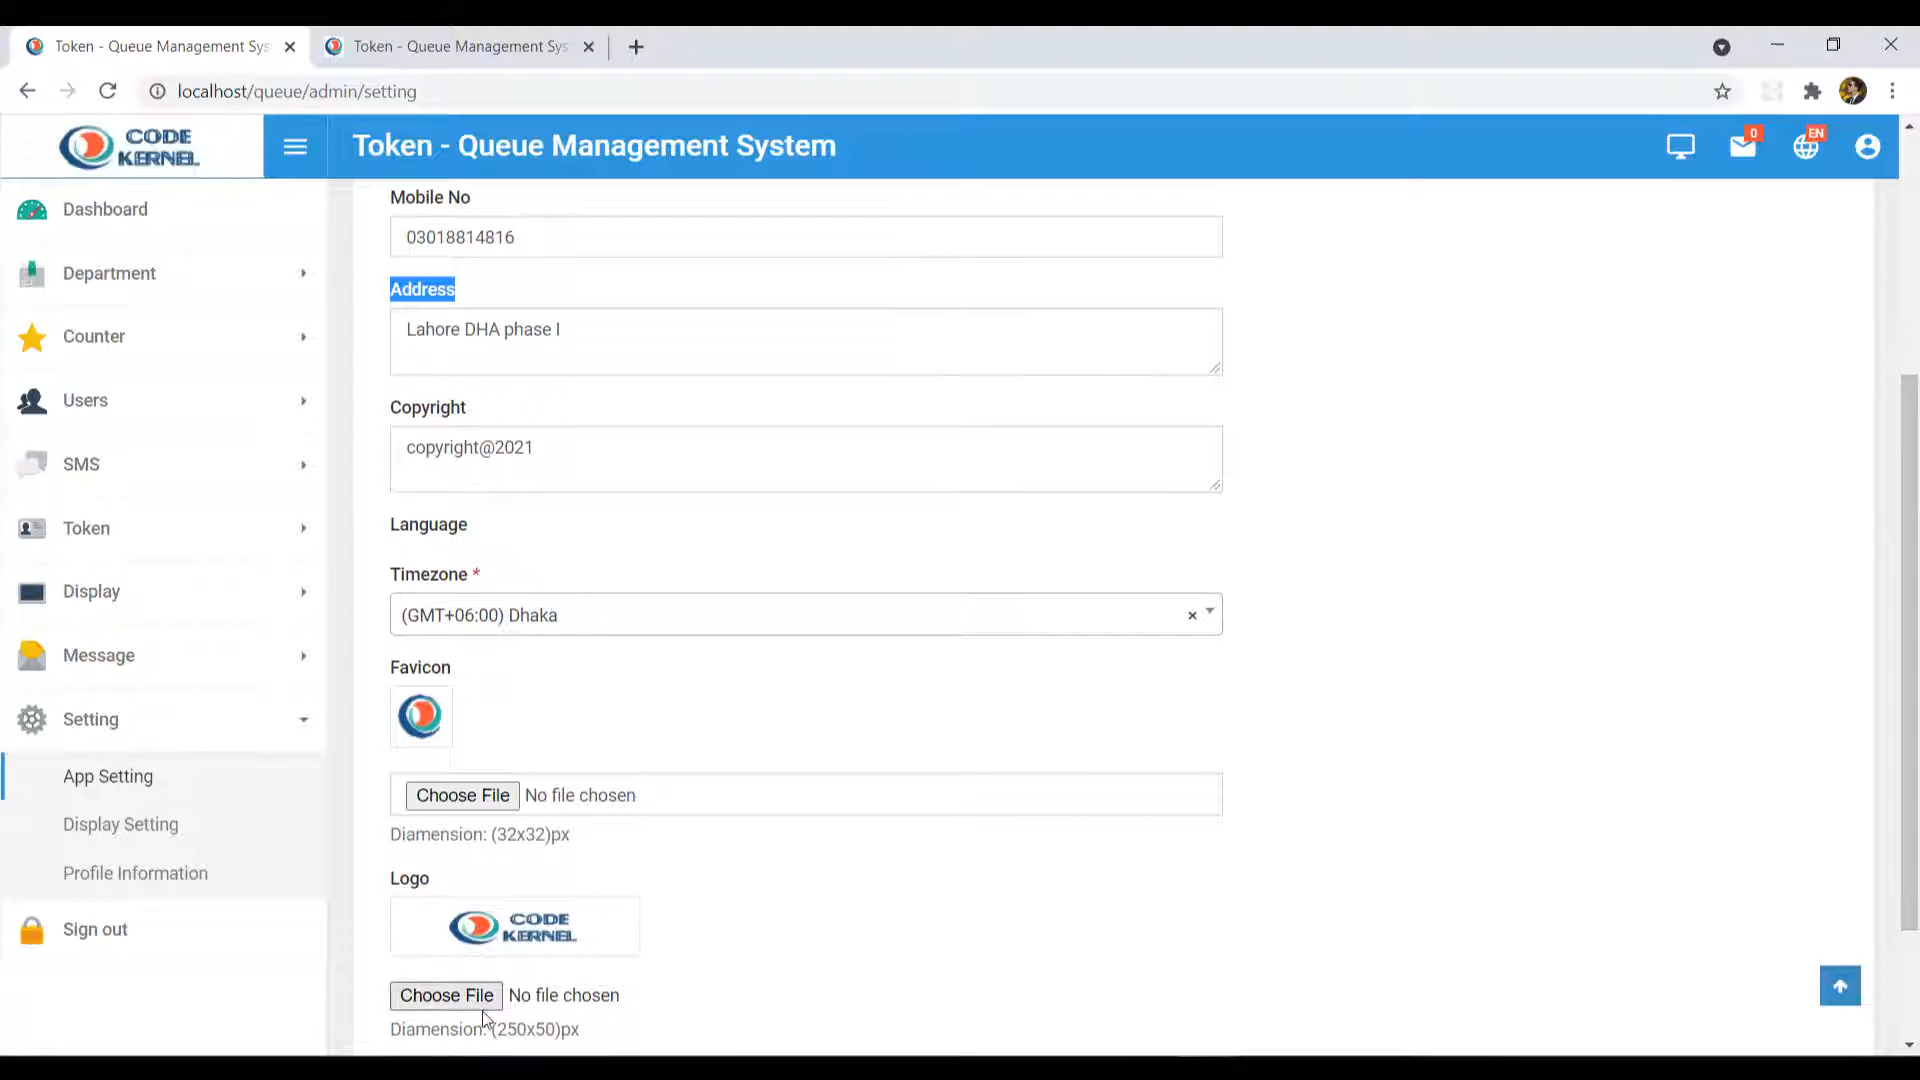 Token - Queue Management Sys
Token - Queue Management Sys
localhost/queue/admin/setting
CODE
KERNEL
Token - Queue Management System
0
EN
Dashboard
Department
Counter
Users
SMS
Token
Display
Message
Setting
App Setting
Display Setting
Profile Information
Sign out
Mobile No
03018814816
Address
Lahore DHA phase I
Copyright
copyright@2021
Language
Timezone *
(GMT+06:00) Dhaka
Favicon
Choose File No file chosen
Diamension: (32x32)px
Logo
CODE
KERNEL
Choose File No file chosen
Diamension: (250x50)px